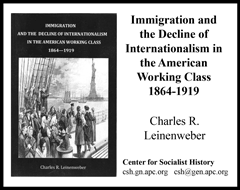 IMMIGRATION
AND THE DECLINE OF INTERNATIONALISM
IN THE AMERICAN WORKING CLASS
1864—1919
Charles R. Leinenweber
Immigration and
the Decline of
Internationalism in
the American
Working Class
1864-1919
Charles R.
Leinenweber
Center for Socialist History
csh.gn.apc.org csh@gen.apc.org